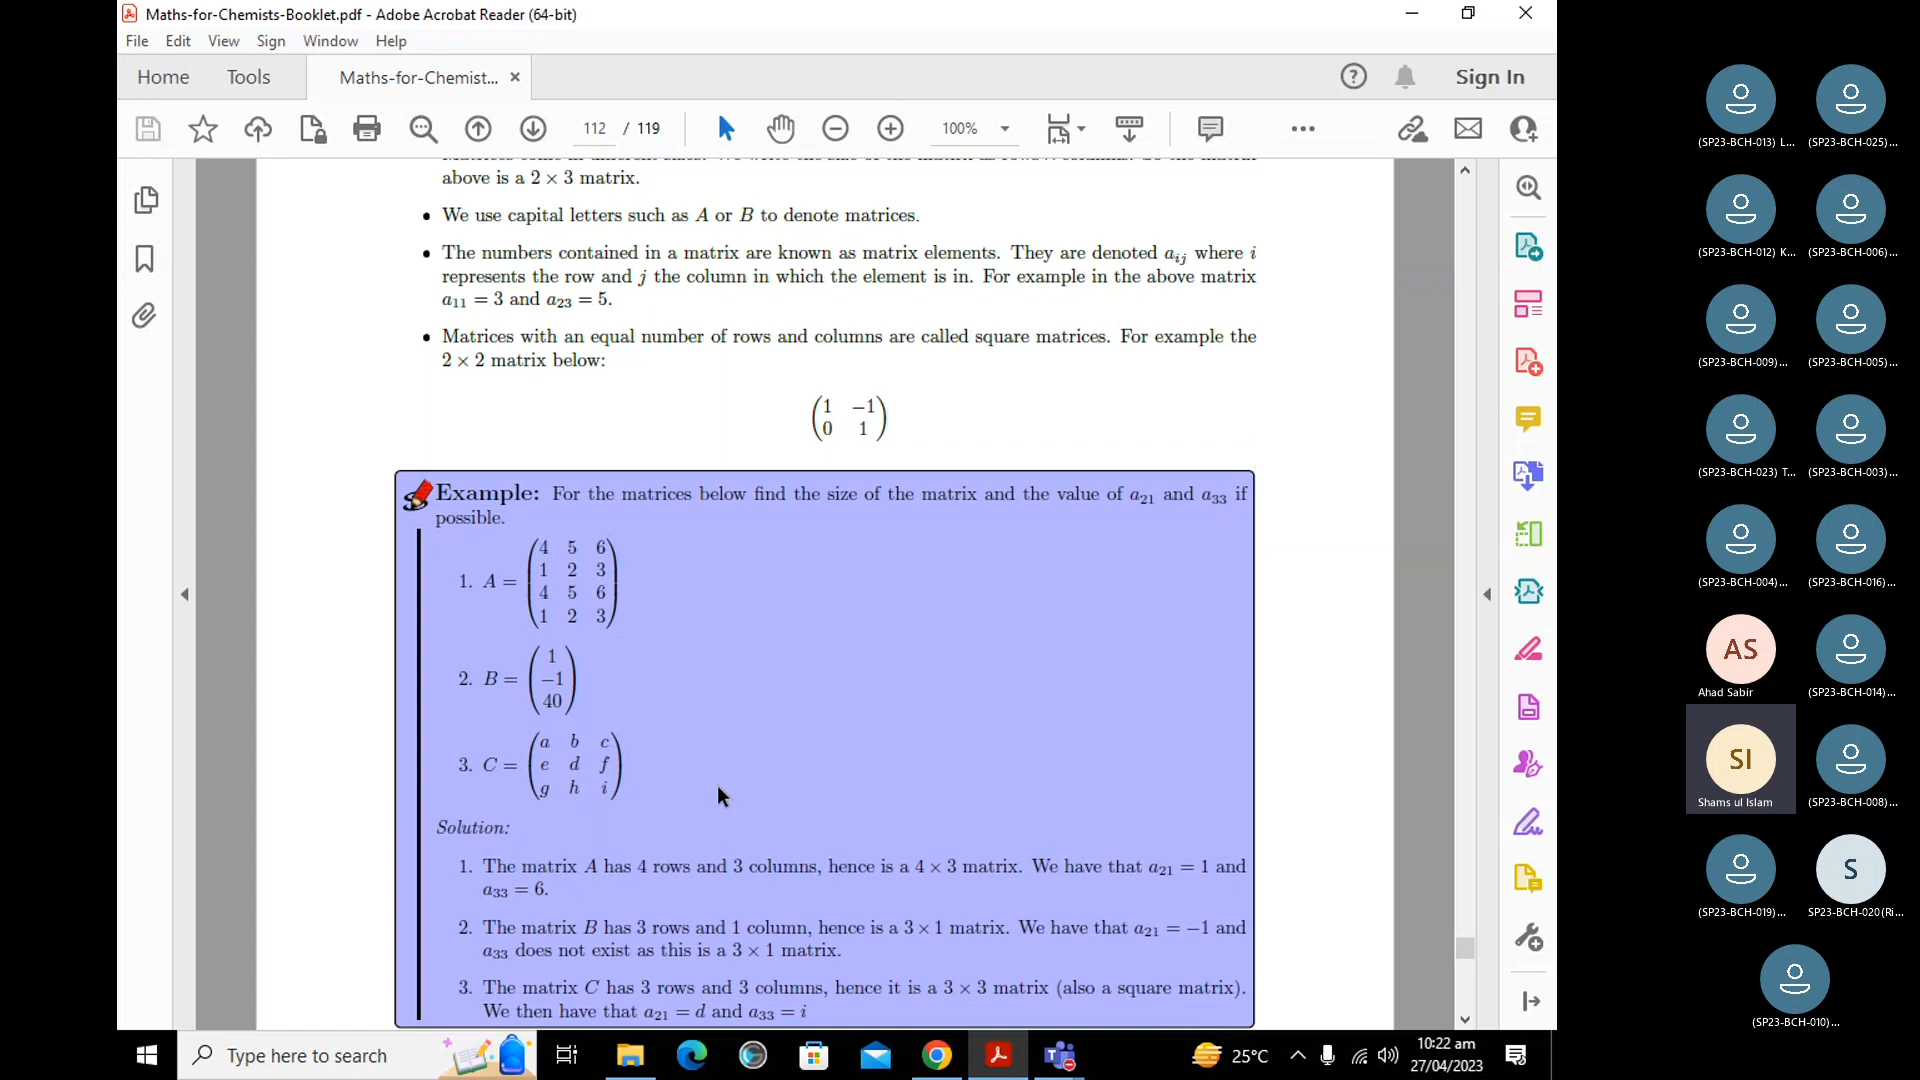 Maths-for-Chemists-Booklet.pdf - Adobe Acrobat Reader (64-bit)
File Edit View Sign Window Help
Home Tools Maths-for-Chemist... × Sign In
112 / 119 100%
above is a 2 × 3 matrix.
• We use capital letters such as A or B to denote matrices.
• The numbers contained in a matrix are known as matrix elements. They are denoted aij where i
represents the row and j the column in which the element is in. For example in the above matrix
a11 = 3 and a23 = 5.
• Matrices with an equal number of rows and columns are called square matrices. For example the
2 × 2 matrix below:
1 −1
0 1
Example: For the matrices below find the size of the matrix and the value of a21 and a33 if
possible.
4 5 6
1 2 3
1. A =
4 5 6
1 2 3
1
2. B = −1
40
a b c
3. C = e d f
g h i
Solution:
1. The matrix A has 4 rows and 3 columns, hence is a 4 × 3 matrix. We have that a21 = 1 and
a33 = 6.
2. The matrix B has 3 rows and 1 column, hence is a 3 × 1 matrix. We have that a21 = −1 and
a33 does not exist as this is a 3 × 1 matrix.
3. The matrix C has 3 rows and 3 columns, hence it is a 3 × 3 matrix (also a square matrix).
We then have that a21 = d and a33 = i
Type here to search
25°C
10:22 am
27/04/2023
(SP23-BCH-013) L... (SP23-BCH-025)...
(SP23-BCH-012) K... (SP23-BCH-006)...
(SP23-BCH-009)... (SP23-BCH-005)...
(SP23-BCH-023) T... (SP23-BCH-003)...
(SP23-BCH-004)... (SP23-BCH-016)...
AS
Ahad Sabir (SP23-BCH-014)...
SI
Shams ul Islam (SP23-BCH-008)...
S
(SP23-BCH-019)... SP23-BCH-020(Ri...
(SP23-BCH-010)...